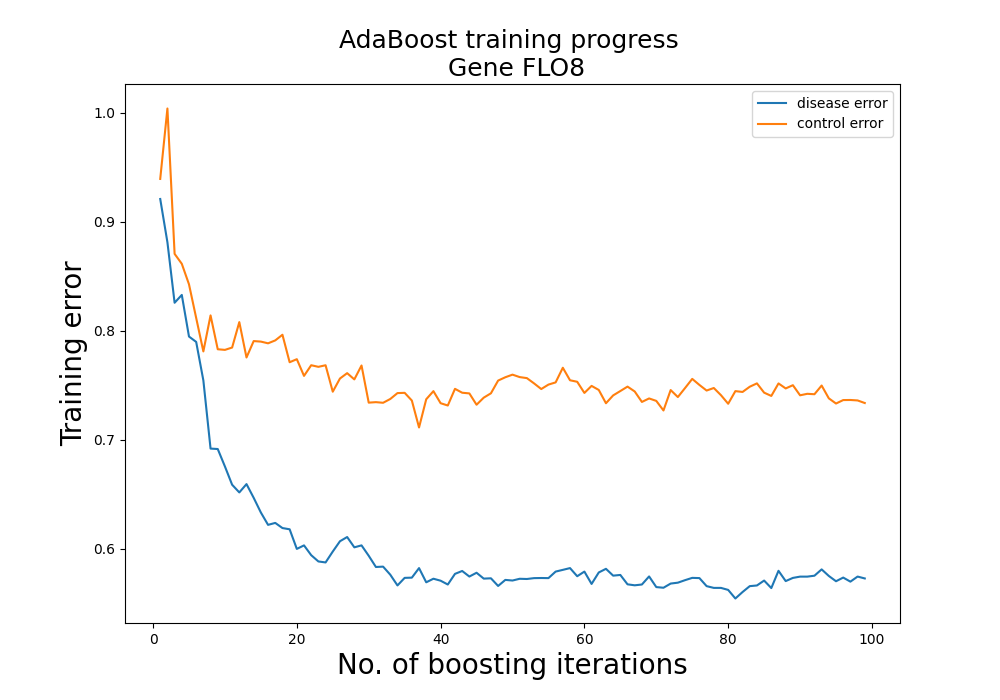 AdaBoost training progress
Gene FLO8
disease error
control error
Training error
1.0
0.9
0.8
0.7
0.6
0 20 40 60 80 100
No. of boosting iterations